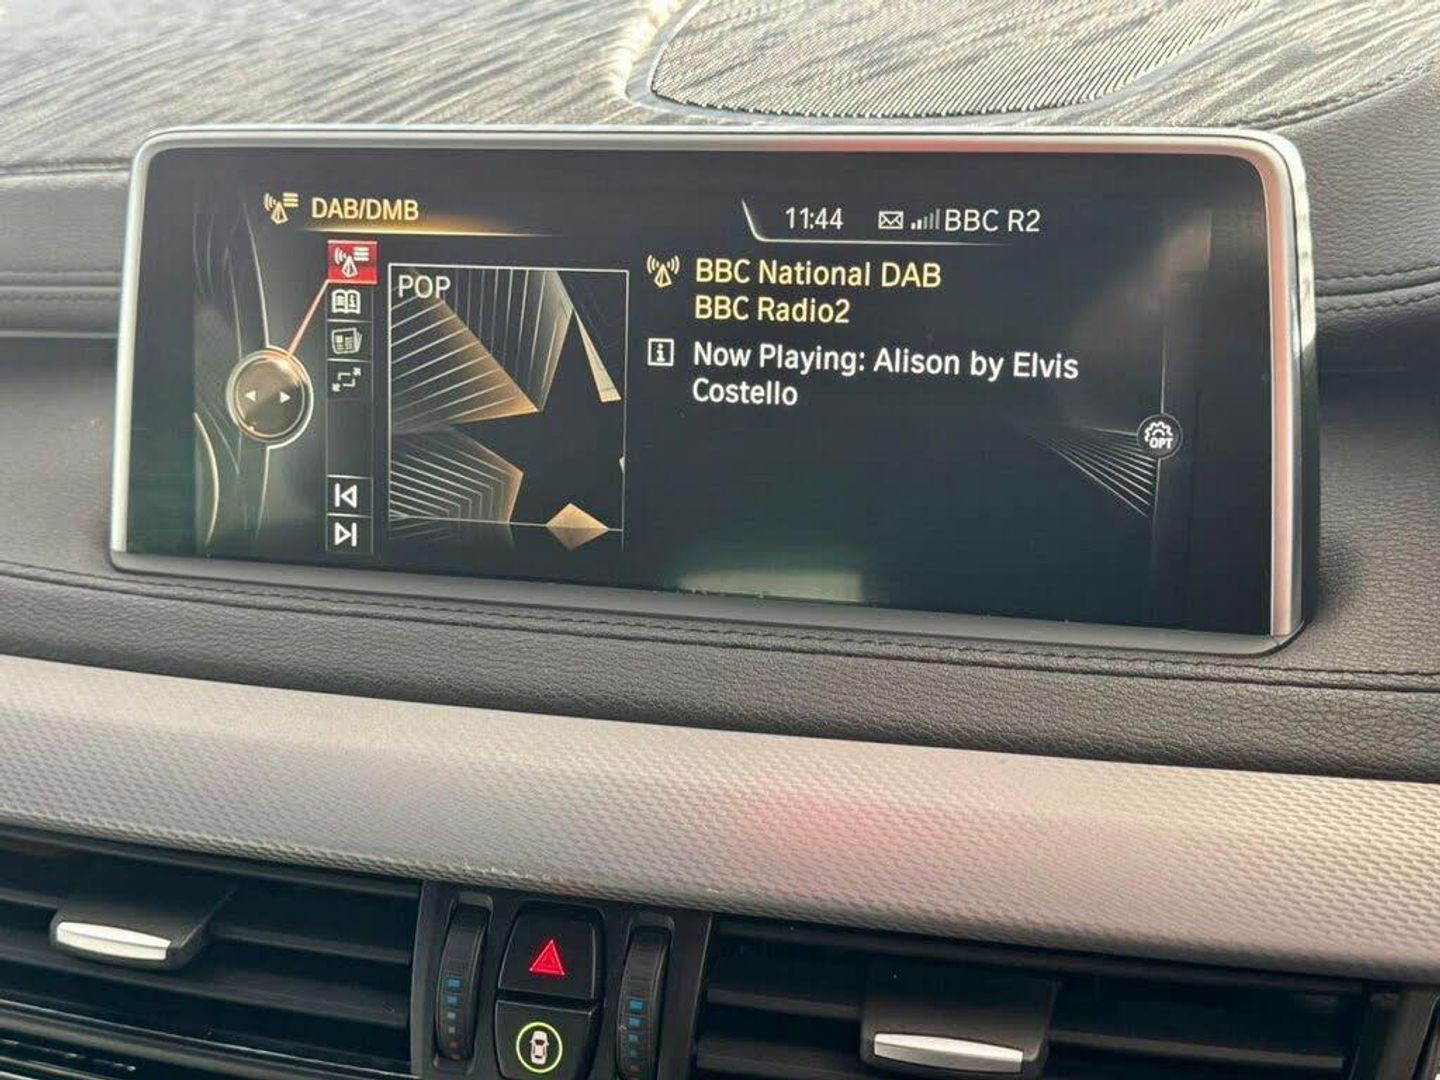 DAB/DMB
11:44 BBC R2
POP
BBC National DAB
BBC Radio2
Now Playing: Alison by Elvis
Costello
OPT